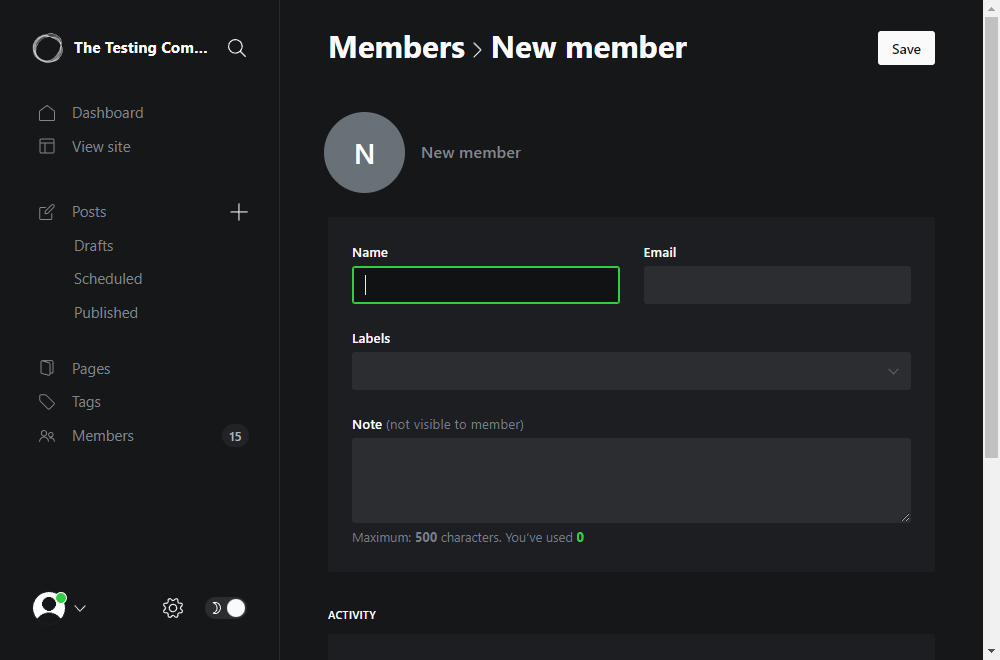 The Testing Com...
Dashboard
View site
Posts
Drafts
Scheduled
Published
Pages
Tags
Members 15
Members > New member
Save
N New member
Name Email
Labels
Note (not visible to member)
Maximum: 500 characters. You've used 0
ACTIVITY